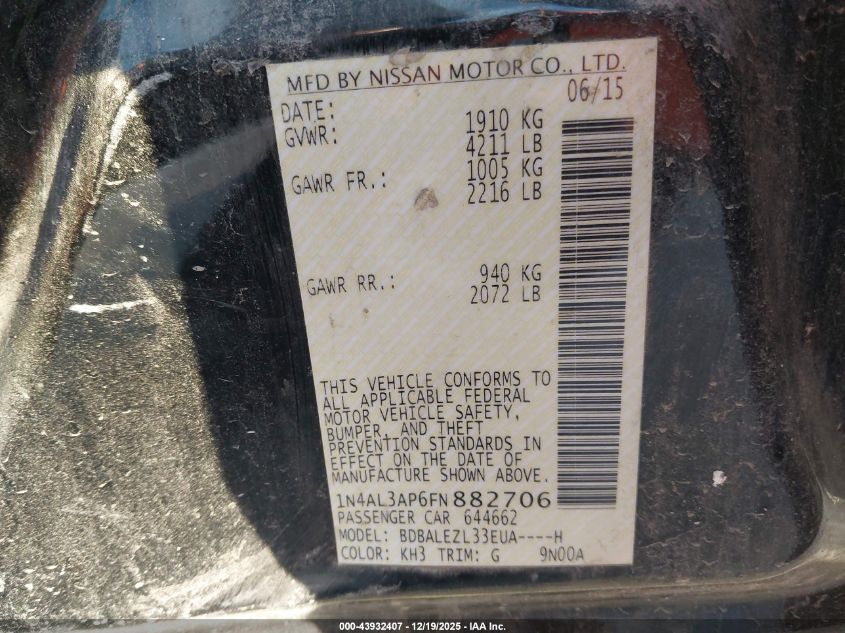 MFD BY NISSAN MOTOR CO., LTD.
DATE: 06/15
GVWR: 1910 KG
4211 LB
GAWR FR.: 1005 KG
2216 LB
GAWR RR.: 940 KG
2072 LB
THIS VEHICLE CONFORMS TO
ALL APPLICABLE FEDERAL
MOTOR VEHICLE SAFETY,
BUMPER, AND THEFT
PREVENTION STANDARDS IN
EFFECT ON THE DATE OF
MANUFACTURE SHOWN ABOVE.
1N4AL3AP6FN882706
PASSENGER CAR 644662
MODEL: BDBALEZL33EUA----H
COLOR: KH3 TRIM: G 9N00A
000-43932407 - 12/19/2025 - IAA Inc.